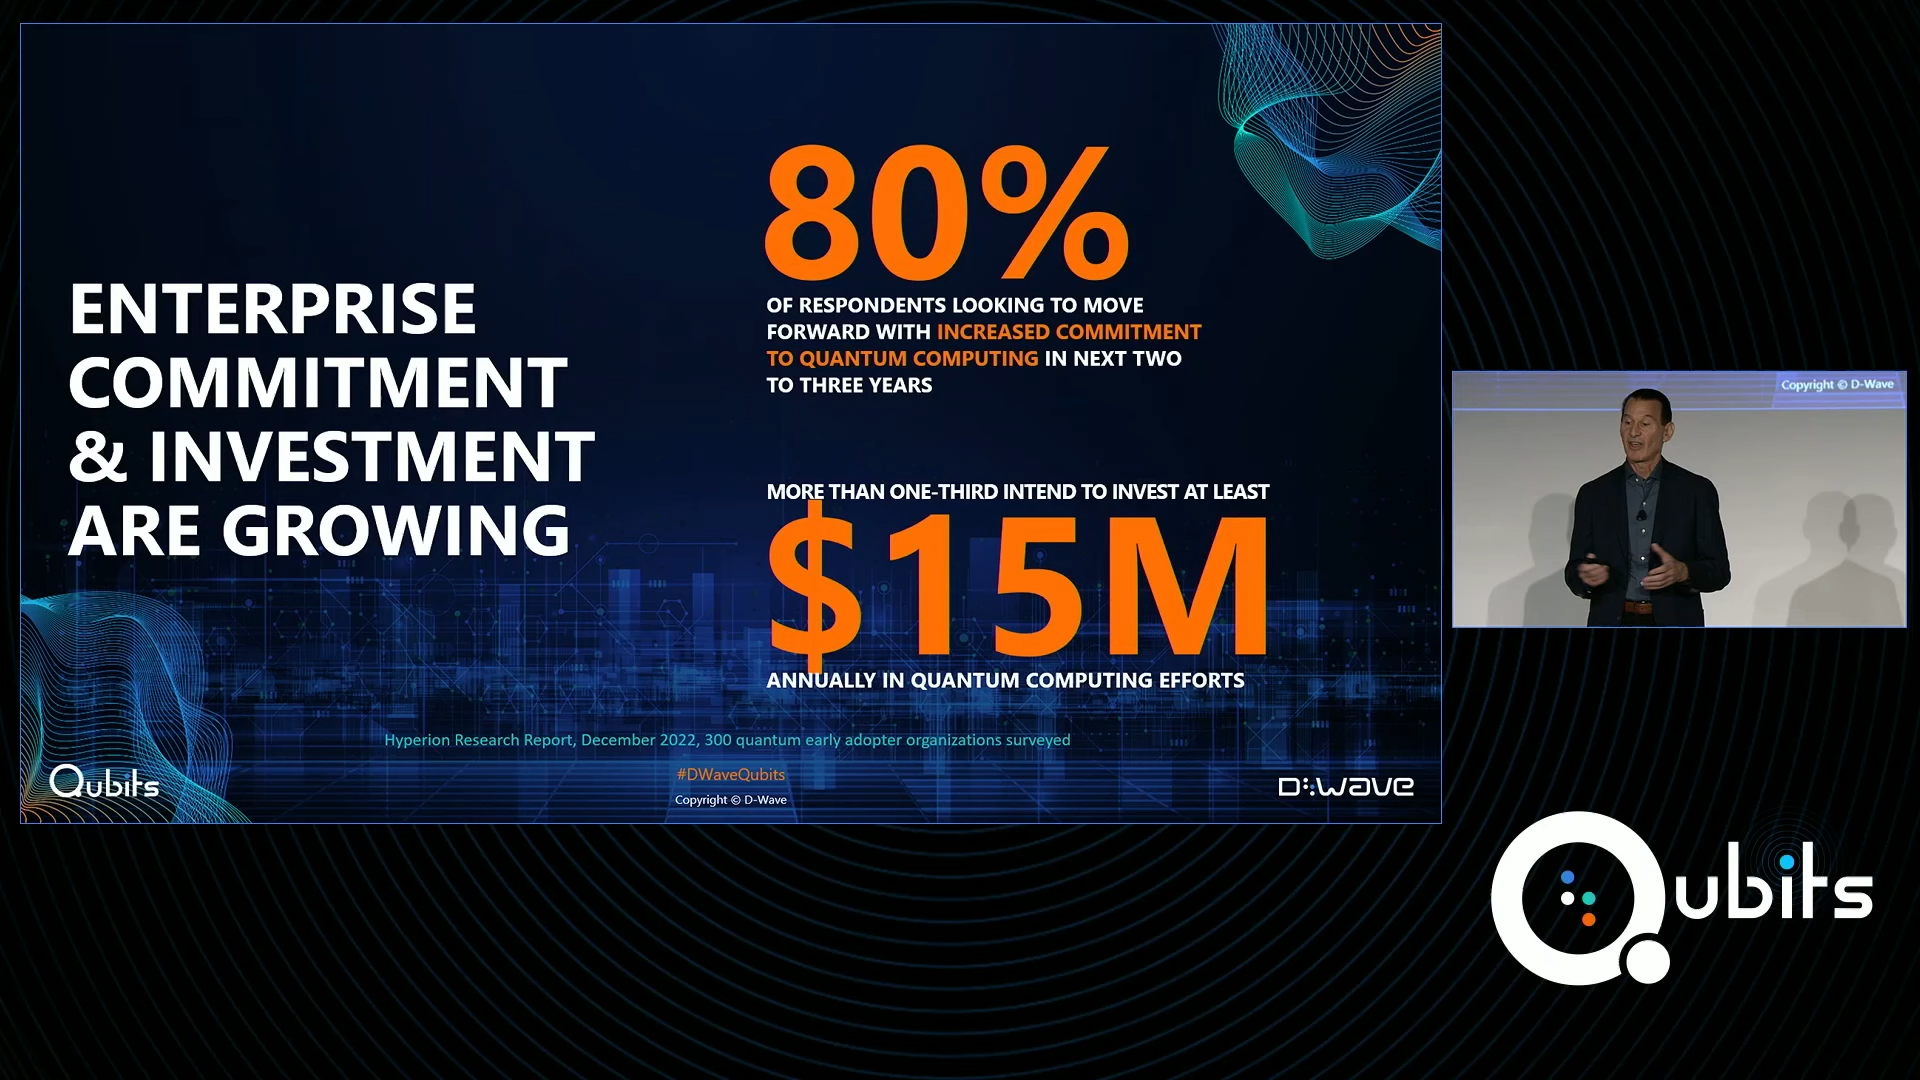 ENTERPRISE
COMMITMENT
& INVESTMENT
ARE GROWING
80%
OF RESPONDENTS LOOKING TO MOVE
FORWARD WITH INCREASED COMMITMENT
TO QUANTUM COMPUTING IN NEXT TWO
TO THREE YEARS
MORE THAN ONE-THIRD INTEND TO INVEST AT LEAST
$15M
ANNUALLY IN QUANTUM COMPUTING EFFORTS
Hyperion Research Report, December 2022, 300 quantum early adopter organizations surveyed
Qubits
#DWaveQubits
Copyright © D-Wave
D:WAVE
Copyright © D-Wave
Qubits